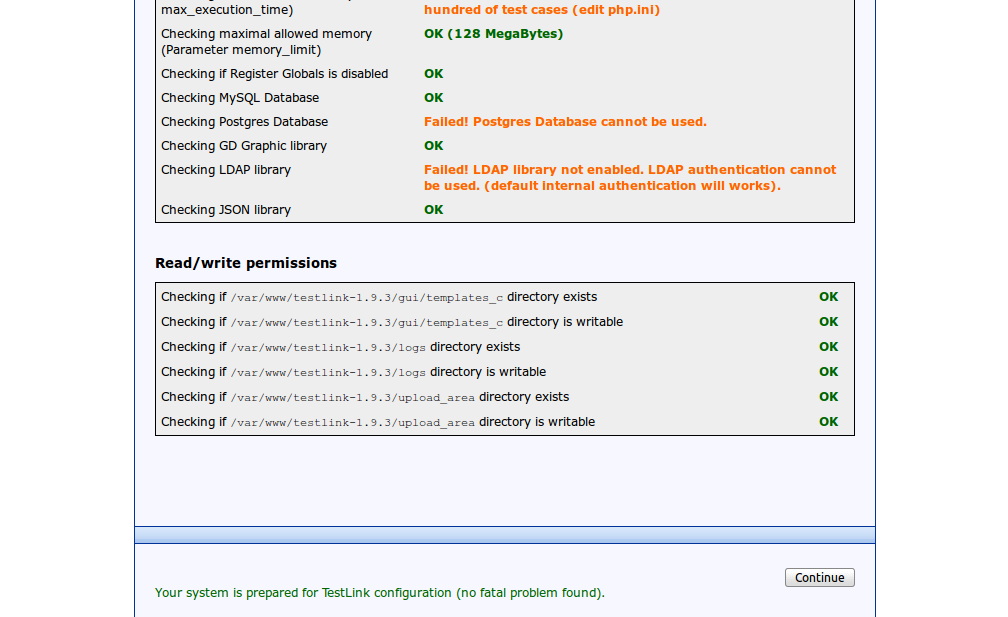 max_execution_time)
hundred of test cases (edit php.ini)
Checking maximal allowed memory
(Parameter memory_limit)
OK (128 MegaBytes)
Checking if Register Globals is disabled
OK
Checking MySQL Database
OK
Checking Postgres Database
Failed! Postgres Database cannot be used.
Checking GD Graphic library
OK
Checking LDAP library
Failed! LDAP library not enabled. LDAP authentication cannot
be used. (default internal authentication will works).
Checking JSON library
OK
Read/write permissions
Checking if /var/www/testlink-1.9.3/gui/templates_c directory exists OK
Checking if /var/www/testlink-1.9.3/gui/templates_c directory is writable OK
Checking if /var/www/testlink-1.9.3/logs directory exists OK
Checking if /var/www/testlink-1.9.3/logs directory is writable OK
Checking if /var/www/testlink-1.9.3/upload_area directory exists OK
Checking if /var/www/testlink-1.9.3/upload_area directory is writable OK
Continue
Your system is prepared for TestLink configuration (no fatal problem found).